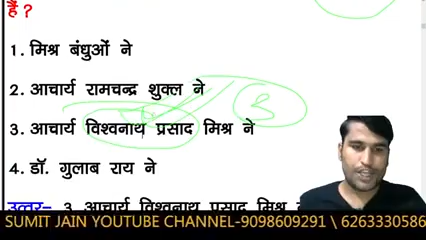 हैं ?
1. मिश्र बंधुओं ने
2. आचार्य रामचन्द्र शुक्ल ने
3
3. आचार्य विश्वनाथ प्रसाद मिश्र ने
4. डॉ. गुलाब राय ने
उत्तर- 3. आचार्य विश्वनाथ प्रसाद मिश्र
SUMIT JAIN YOUTUBE CHANNEL-9098609291 \ 6263330586